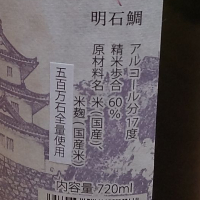 明石鯛
アルコール分17度
精米歩合 60%
原材料名 米(国産)、
米麹(国産米)
五百万石全量使用
内容量 720ml